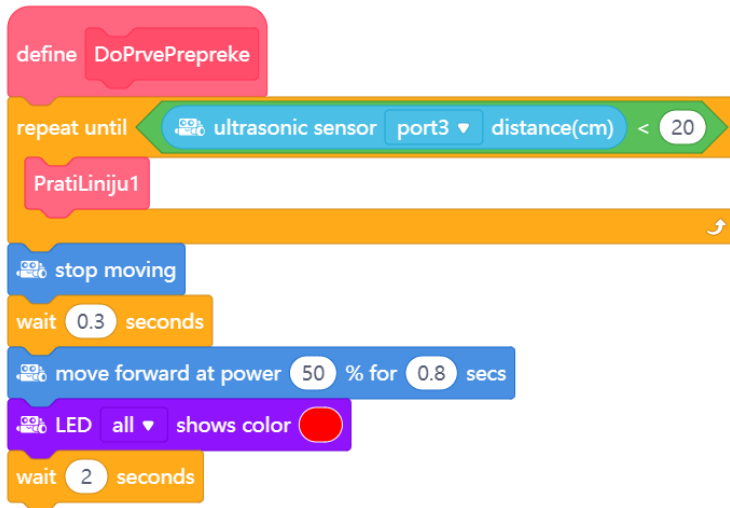 define DoPrvePrepreke
repeat until ultrasonic sensor port3 ▼ distance(cm) < 20
PratiLiniju1
stop moving
wait 0.3 seconds
move forward at power 50 % for 0.8 secs
LED all ▼ shows color
wait 2 seconds